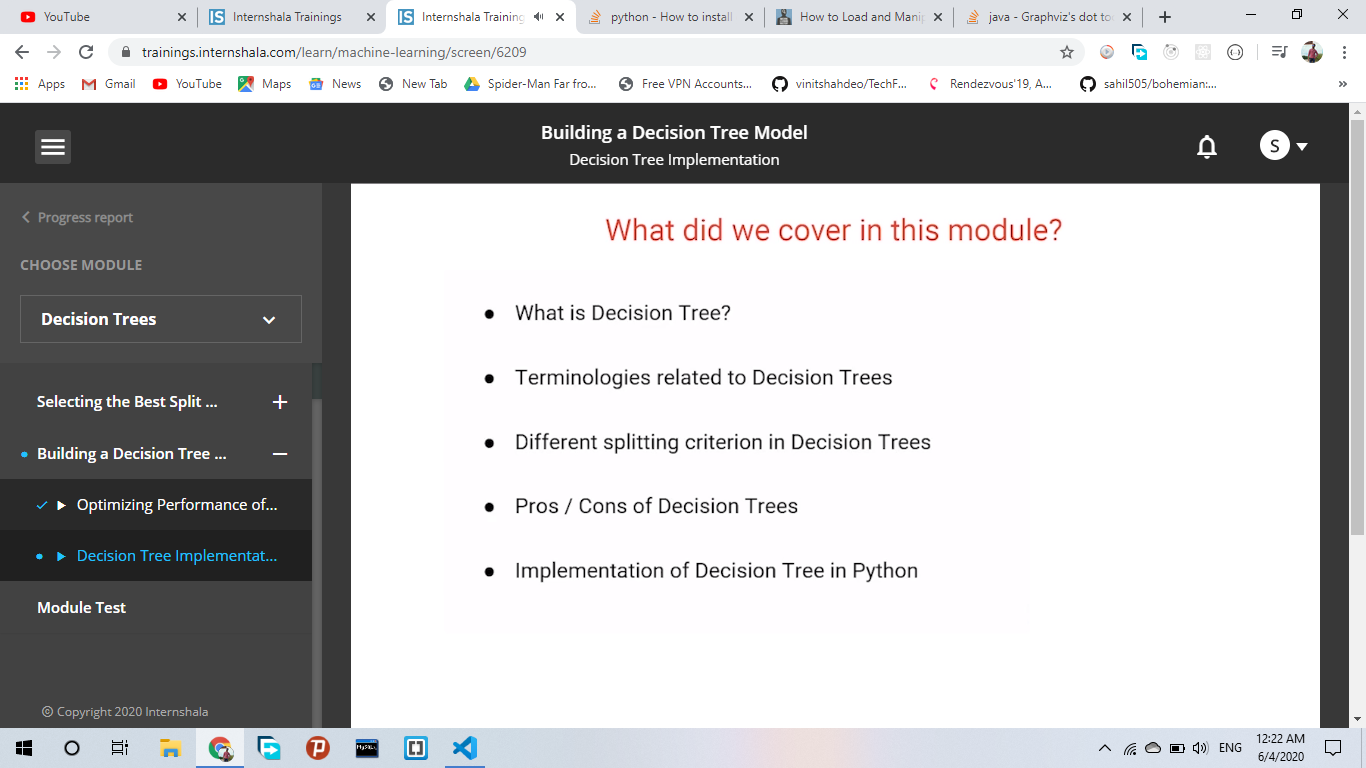 YouTube
Internshala Trainings
Internshala Training
python - How to install
How to Load and Manip
java - Graphviz's dot to
trainings.internshala.com/learn/machine-learning/screen/6209
Apps
Gmail
YouTube
Maps
News
New Tab
Spider-Man Far fro...
Free VPN Accounts...
vinitshahdeo/TechF...
Rendezvous'19, A...
sahil505/bohemian:...
Building a Decision Tree Model
Decision Tree Implementation
S
Progress report
CHOOSE MODULE
Decision Trees
Selecting the Best Split ...
Building a Decision Tree ...
Optimizing Performance of...
Decision Tree Implementat...
Module Test
© Copyright 2020 Internshala
What did we cover in this module?
● What is Decision Tree?
● Terminologies related to Decision Trees
● Different splitting criterion in Decision Trees
● Pros / Cons of Decision Trees
● Implementation of Decision Tree in Python
ENG
12:22 AM
6/4/2020